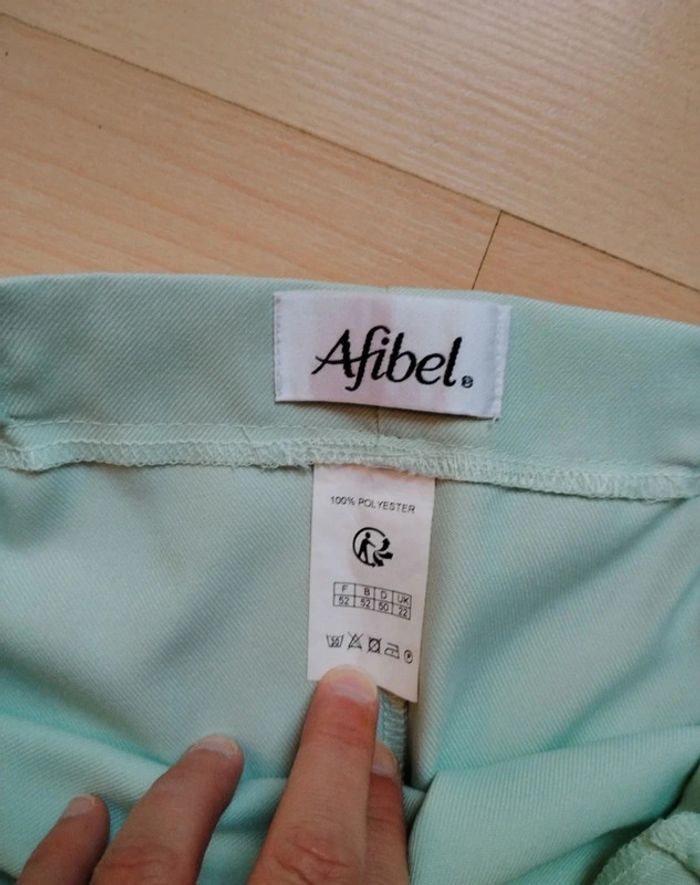 Afibel®
100% POLYESTER
F B D UK
52 52 50 22
P